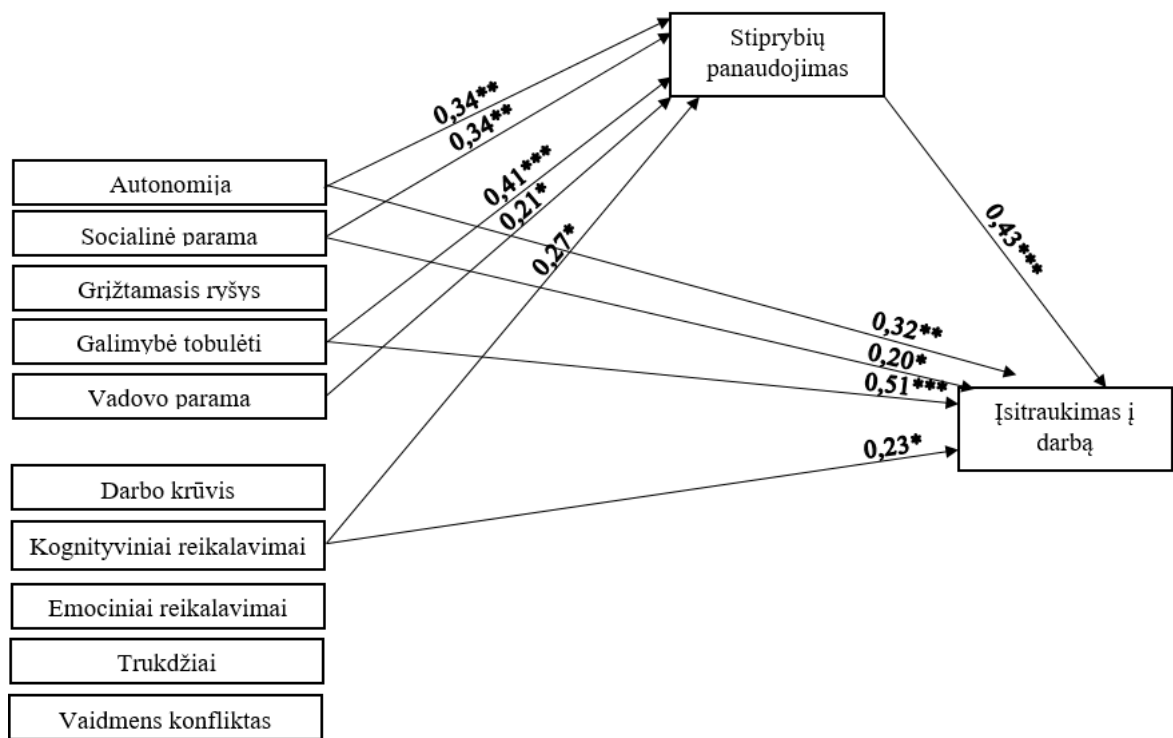 Stiprybių
panaudojimas
0,34**
0,34**
0,41***
0,21*
0,27*
0,43***
Autonomija
Socialinė parama
Grįžtamasis ryšys
Galimybė tobulėti
Vadovo parama
0,32**
0,20*
0,51***
0,23*
Įsitraukimas į
darbą
Darbo krūvis
Kognityviniai reikalavimai
Emociniai reikalavimai
Trukdžiai
Vaidmens konfliktas